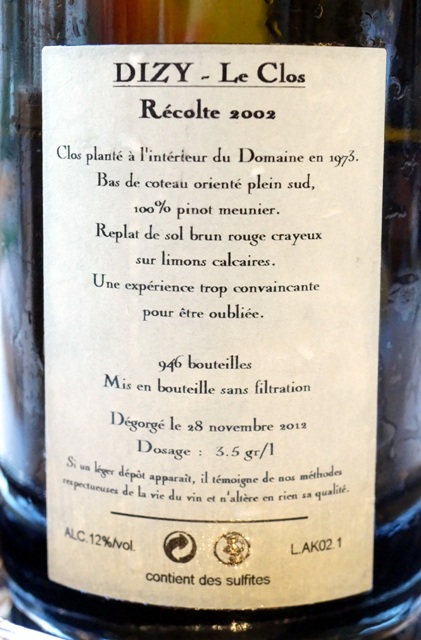 DIZY - Le Clos
Récolte 2002
Clos planté à l'intérieur du Domaine en 1973.
Bas de coteau orienté plein sud,
100% pinot meunier.
Replat de sol brun rouge crayeux
sur limons calcaires.
Une expérience trop convaincante
pour être oubliée.
946 bouteilles
Mis en bouteille sans filtration
Dégorgé le 28 novembre 2012
Dosage : 3.5 gr/l
Si un léger dépôt apparaît, il témoigne de nos méthodes
respectueuses de la vie du vin et n'altère en rien sa qualité.
ALC.12%/vol.
L.AK02.1
contient des sulfites